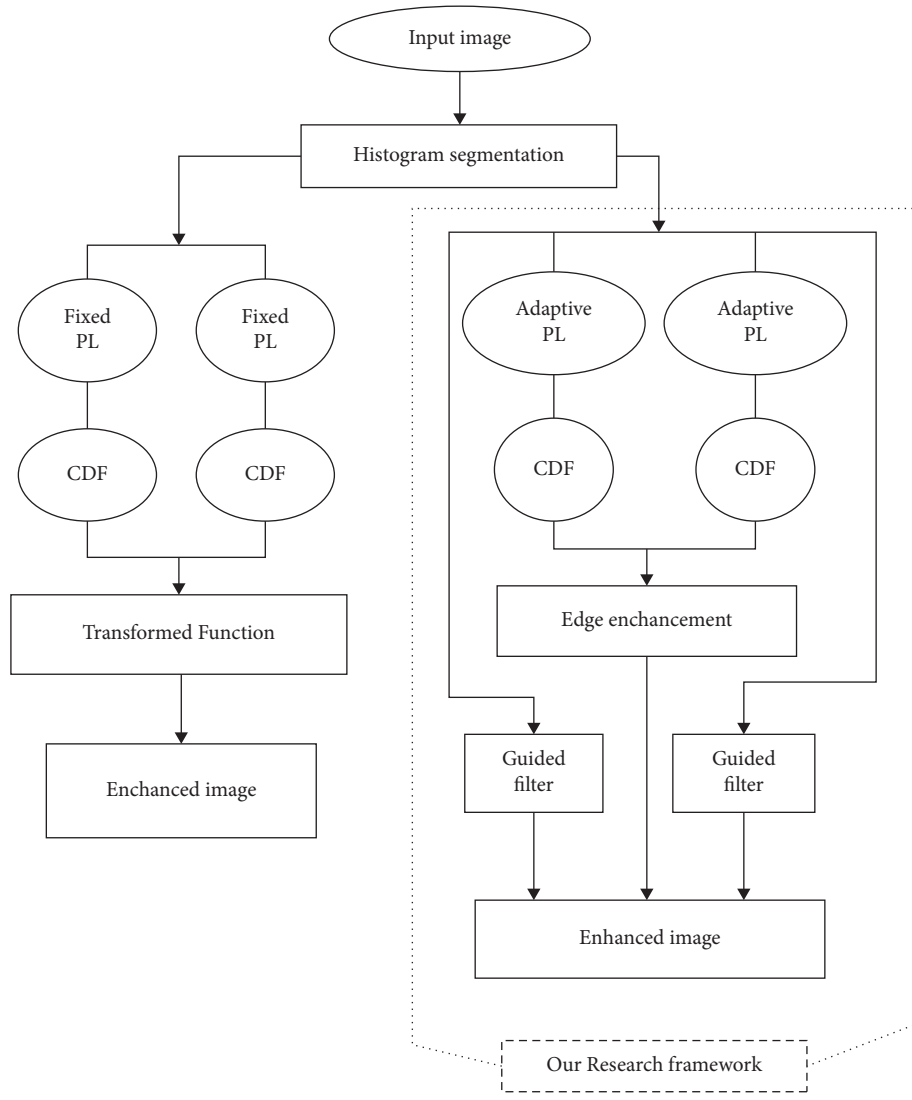 Input image
Histogram segmentation
Fixed
PL
Fixed
PL
CDF
CDF
Transformed Function
Enchanced image
Adaptive
PL
Adaptive
PL
CDF
CDF
Edge enchancement
Guided
filter
Guided
filter
Enhanced image
Our Research framework